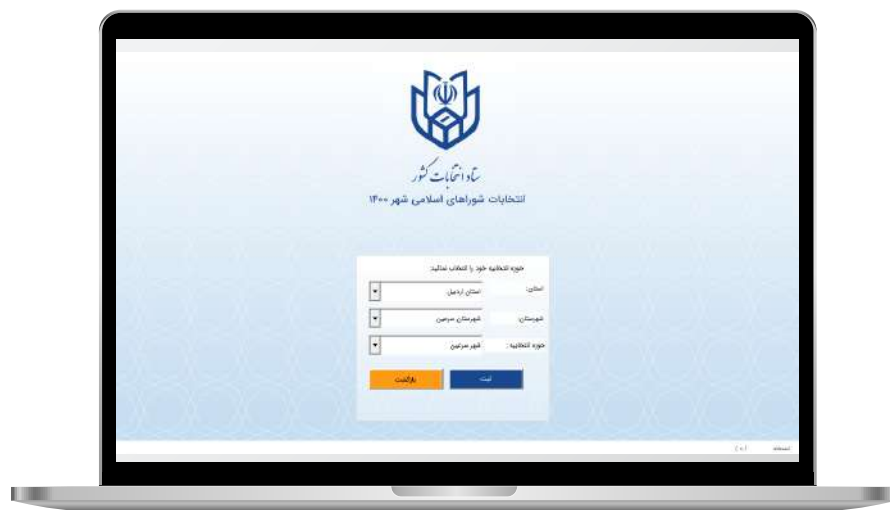 ستاد انتخابات کشور
انتخابات شوراهای اسلامی شهر ۱۴۰۰
حوزه انتخابیه خود را انتخاب نمائید:
استان: استان اردبیل
شهرستان: شهرستان سرعین
حوزه انتخابیه : شهر سرعین
ثبت بازگشت